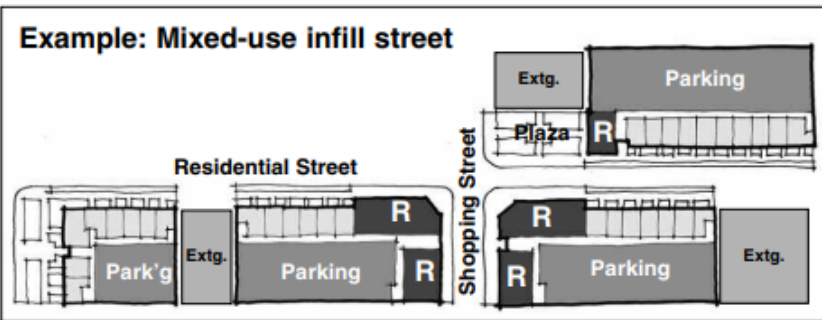 Example: Mixed-use infill street
Extg.
Parking
Plaza
R
Residential Street
Shopping Street
R
R
Park'g
Extg.
Parking
R
R
Parking
Extg.